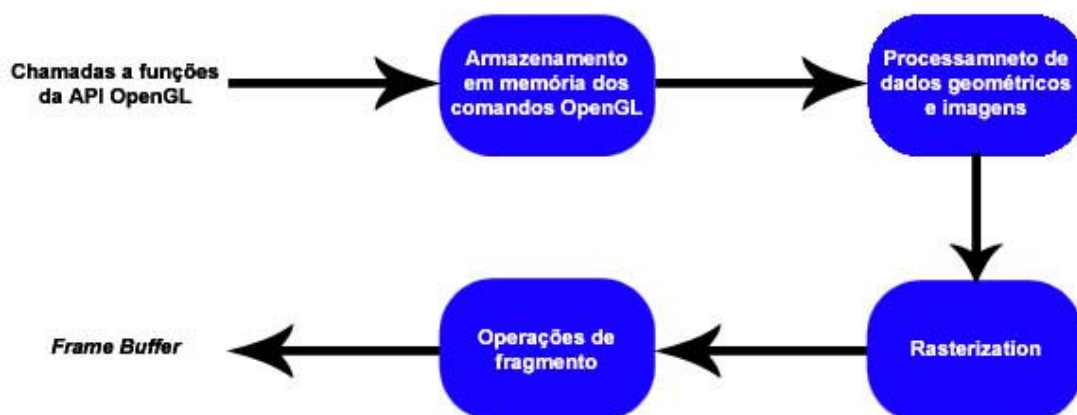 Chamadas a funções
da API OpenGL
Armazenamento
em memória dos
comandos OpenGL
Processamneto de
dados geométricos
e imagens
Rasterization
Operações de
fragmento
Frame Buffer